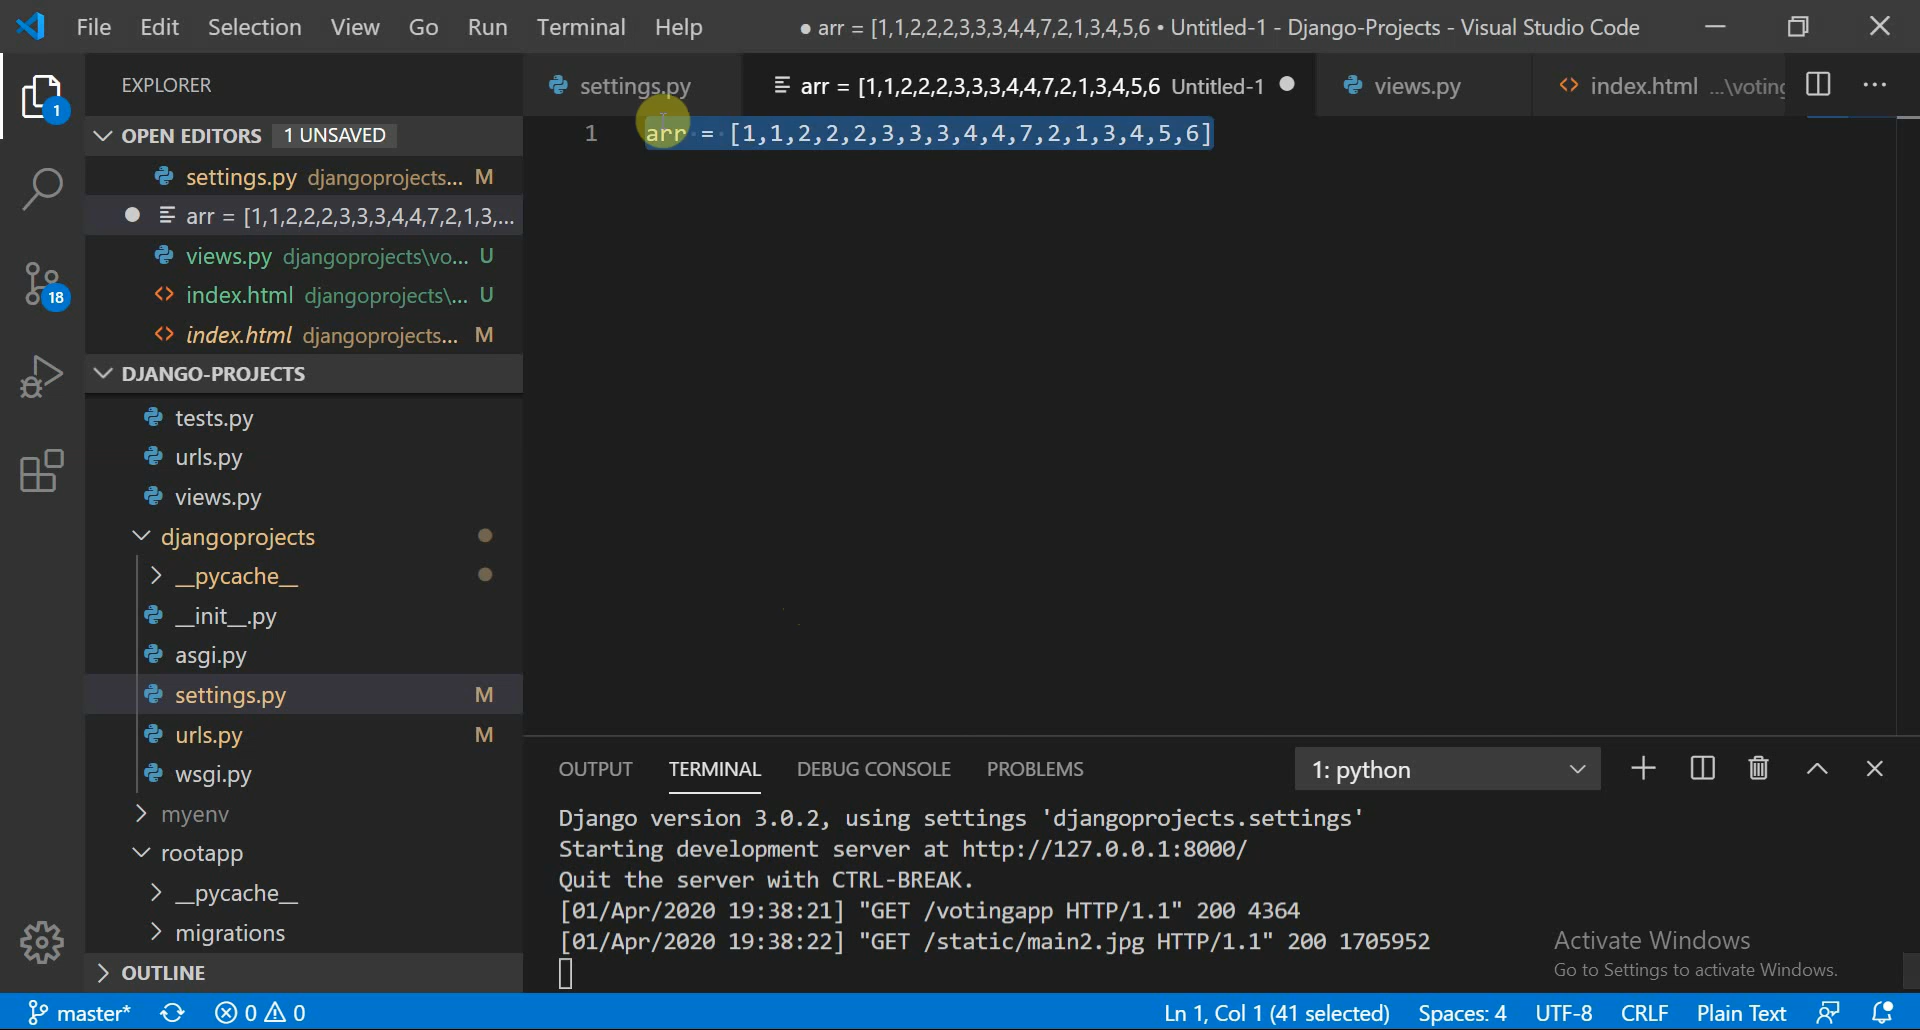 File Edit Selection View Go Run Terminal Help ● arr = [1,1,2,2,2,3,3,3,4,4,7,2,1,3,4,5,6 • Untitled-1 - Django-Projects - Visual Studio Code
EXPLORER
settings.py arr = [1,1,2,2,2,3,3,3,4,4,7,2,1,3,4,5,6 Untitled-1 ● views.py index.html ...\voting
1
OPEN EDITORS 1 UNSAVED
1 arr = [1,1,2,2,2,3,3,3,4,4,7,2,1,3,4,5,6]
settings.py djangoprojects... M
● arr = [1,1,2,2,2,3,3,3,4,4,7,2,1,3,...
views.py djangoprojects\vo... U
index.html djangoprojects\... U
18
index.html djangoprojects... M
DJANGO-PROJECTS
tests.py
urls.py
views.py
djangoprojects
__pycache__
__init__.py
asgi.py
settings.py M
urls.py M
wsgi.py
myenv
rootapp
__pycache__
migrations
OUTLINE
OUTPUT TERMINAL DEBUG CONSOLE PROBLEMS 1: python
Django version 3.0.2, using settings 'djangoprojects.settings'
Starting development server at http://127.0.0.1:8000/
Quit the server with CTRL-BREAK.
[01/Apr/2020 19:38:21] "GET /votingapp HTTP/1.1" 200 4364
[01/Apr/2020 19:38:22] "GET /static/main2.jpg HTTP/1.1" 200 1705952
Activate Windows
Go to Settings to activate Windows.
master* 0 0 Ln 1, Col 1 (41 selected) Spaces: 4 UTF-8 CRLF Plain Text